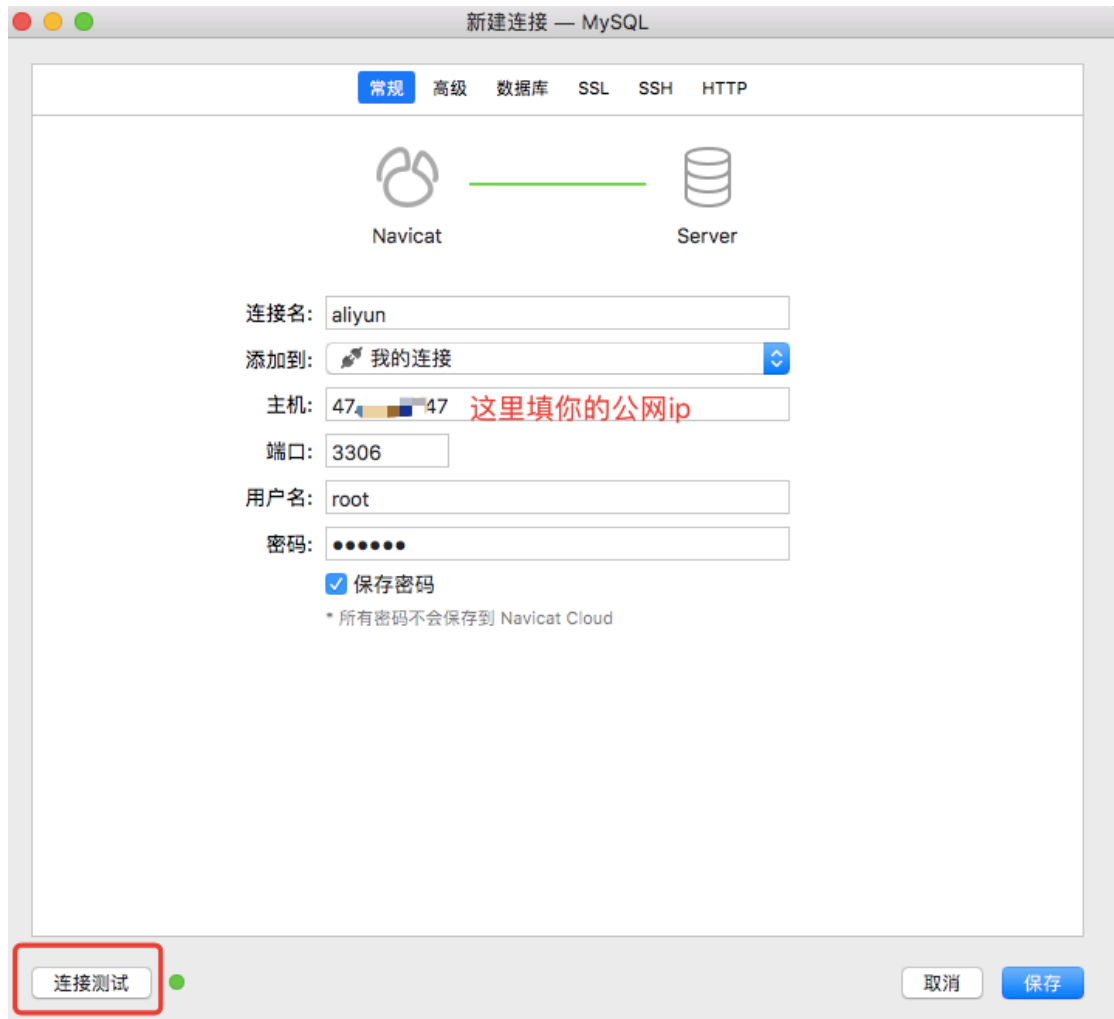 新建连接 — MySQL
常规 高级 数据库 SSL SSH HTTP
Navicat Server
连接名: aliyun
添加到: 我的连接
主机: 47. 47 这里填你的公网ip
端口: 3306
用户名: root
密码: ••••••
保存密码
* 所有密码不会保存到 Navicat Cloud
连接测试 取消 保存